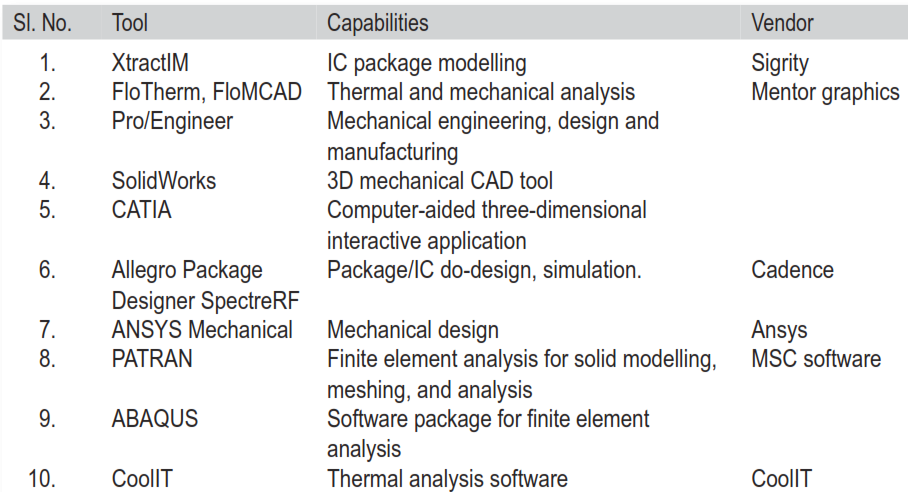 Sl. No. Tool Capabilities Vendor
1. XtractIM IC package modelling Sigrity
2. FloTherm, FloMCAD Thermal and mechanical analysis Mentor graphics
3. Pro/Engineer Mechanical engineering, design and
manufacturing
4. SolidWorks 3D mechanical CAD tool
5. CATIA Computer-aided three-dimensional
interactive application
6. Allegro Package Package/IC do-design, simulation. Cadence
Designer SpectreRF
7. ANSYS Mechanical Mechanical design Ansys
8. PATRAN Finite element analysis for solid modelling, MSC software
meshing, and analysis
9. ABAQUS Software package for finite element
analysis
10. CoolIT Thermal analysis software CoolIT